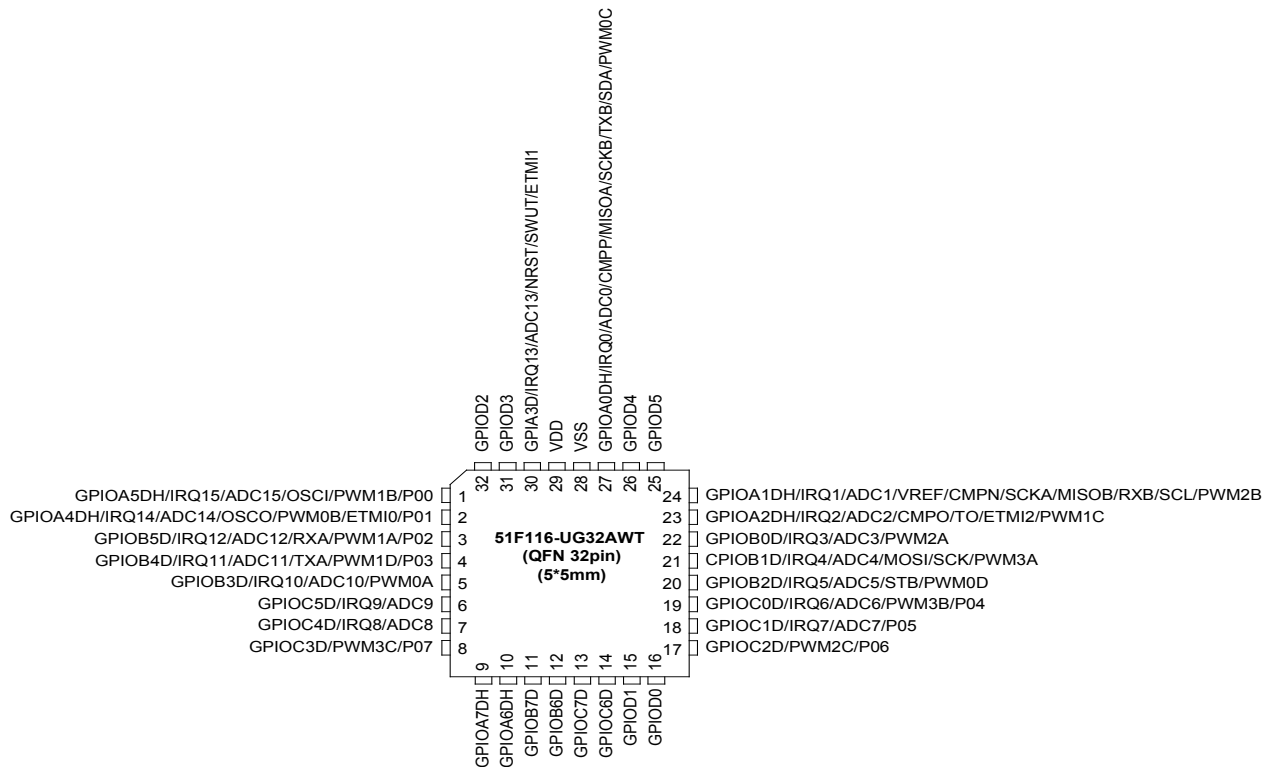 GPIOD2
GPIOD3
GPIA3D/IRQ13/ADC13/NRST/SWUT/ETMI1
VDD
VSS
GPIOA0DH/IRQ0/ADC0/CMPP/MISOA/SCKB/TXB/SDA/PWM0C
GPIOD4
GPIOD5
32
31
30
29
28
27
26
25
GPIOA5DH/IRQ15/ADC15/OSCI/PWM1B/P00
1
GPIOA4DH/IRQ14/ADC14/OSCO/PWM0B/ETMI0/P01
2
GPIOB5D/IRQ12/ADC12/RXA/PWM1A/P02
3
GPIOB4D/IRQ11/ADC11/TXA/PWM1D/P03
4
GPIOB3D/IRQ10/ADC10/PWM0A
5
GPIOC5D/IRQ9/ADC9
6
GPIOC4D/IRQ8/ADC8
7
GPIOC3D/PWM3C/P07
8
51F116-UG32AWT
(QFN 32pin)
(5*5mm)
24
GPIOA1DH/IRQ1/ADC1/VREF/CMPN/SCKA/MISOB/RXB/SCL/PWM2B
23
GPIOA2DH/IRQ2/ADC2/CMPO/TO/ETMI2/PWM1C
22
GPIOB0D/IRQ3/ADC3/PWM2A
21
CPIOB1D/IRQ4/ADC4/MOSI/SCK/PWM3A
20
GPIOB2D/IRQ5/ADC5/STB/PWM0D
19
GPIOC0D/IRQ6/ADC6/PWM3B/P04
18
GPIOC1D/IRQ7/ADC7/P05
17
GPIOC2D/PWM2C/P06
9
10
11
12
13
14
15
16
GPIOA7DH
GPIOA6DH
GPIOB7D
GPIOB6D
GPIOC7D
GPIOC6D
GPIOD1
GPIOD0